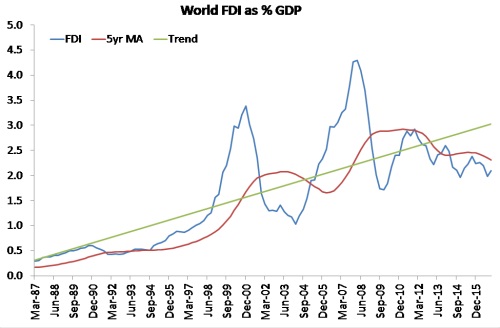 World FDI as % GDP
5.0
4.5
4.0
3.5
3.0
2.5
2.0
1.5
1.0
0.5
0.0
FDI 5yr MA Trend
Mar-87
Jun-88
Sep-89
Dec-90
Mar-92
Jun-93
Sep-94
Dec-95
Mar-97
Jun-98
Sep-99
Dec-00
Mar-02
Jun-03
Sep-04
Dec-05
Mar-07
Jun-08
Sep-09
Dec-10
Mar-12
Jun-13
Sep-14
Dec-15